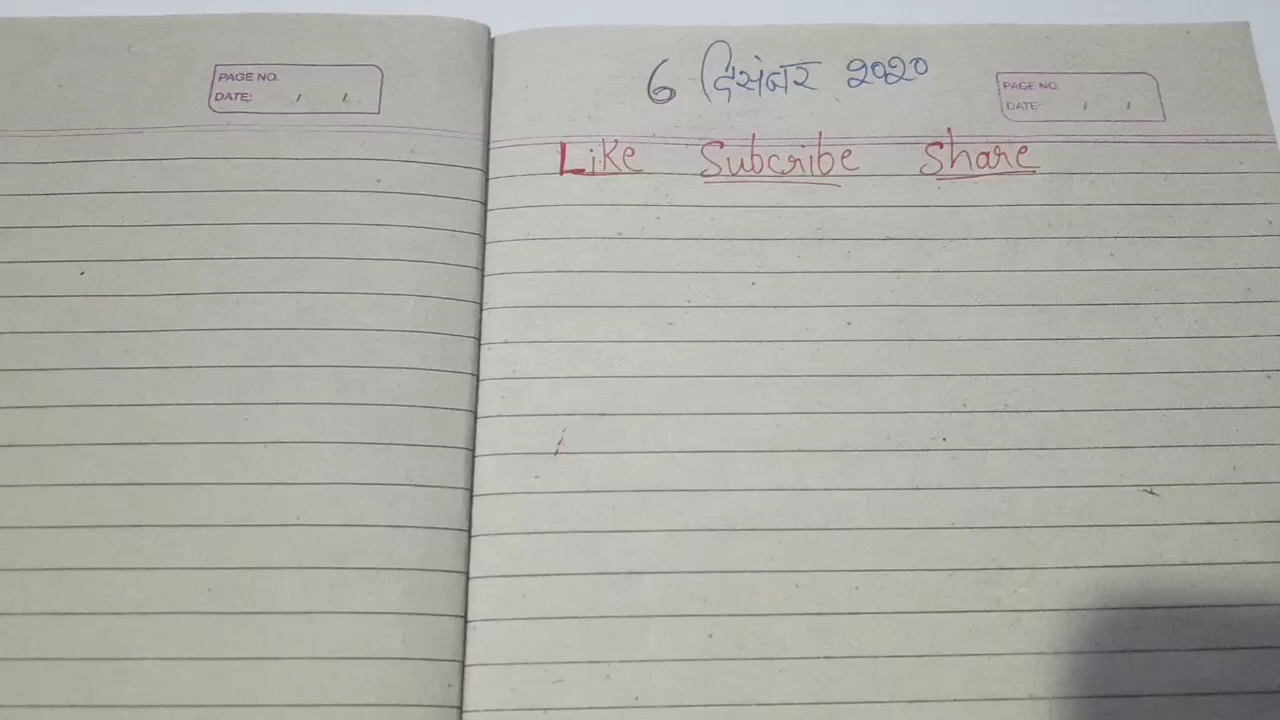 PAGE NO.
DATE: / /
6 दिसंबर 2020
PAGE NO
DATE: / /
Like Subcribe Share